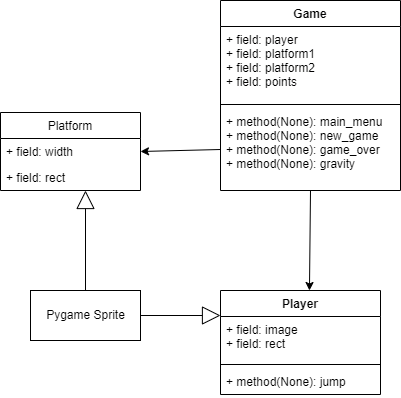 Game
+ field: player
+ field: platform1
+ field: platform2
+ field: points
+ method(None): main_menu
+ method(None): new_game
+ method(None): game_over
+ method(None): gravity
Platform
+ field: width
+ field: rect
Pygame Sprite
Player
+ field: image
+ field: rect
+ method(None): jump